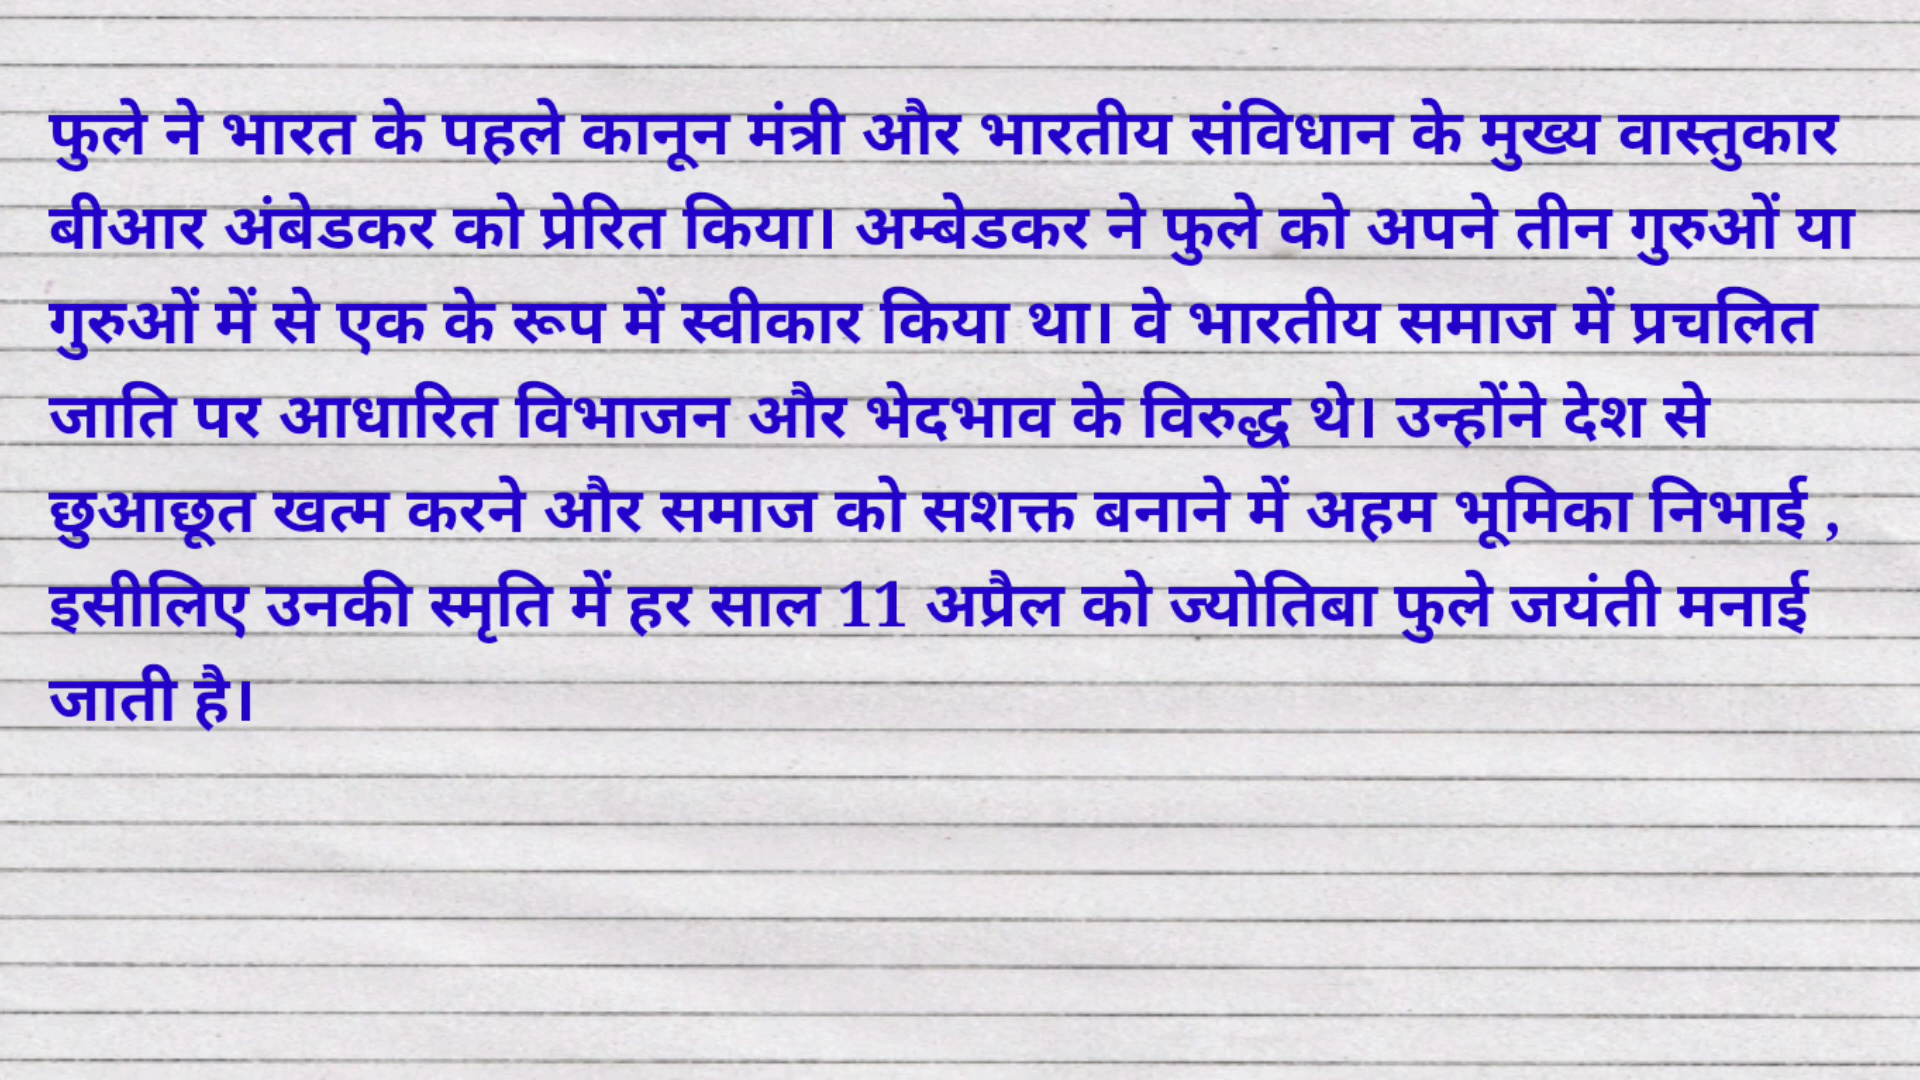 फुले ने भारत के पहले कानून मंत्री और भारतीय संविधान के मुख्य वास्तुकार
बीआर अंबेडकर को प्रेरित किया। अम्बेडकर ने फुले को अपने तीन गुरुओं या
गुरुओं में से एक के रूप में स्वीकार किया था। वे भारतीय समाज में प्रचलित
जाति पर आधारित विभाजन और भेदभाव के विरुद्ध थे। उन्होंने देश से
छुआछूत खत्म करने और समाज को सशक्त बनाने में अहम भूमिका निभाई ,
इसीलिए उनकी स्मृति में हर साल 11 अप्रैल को ज्योतिबा फुले जयंती मनाई
जाती है।